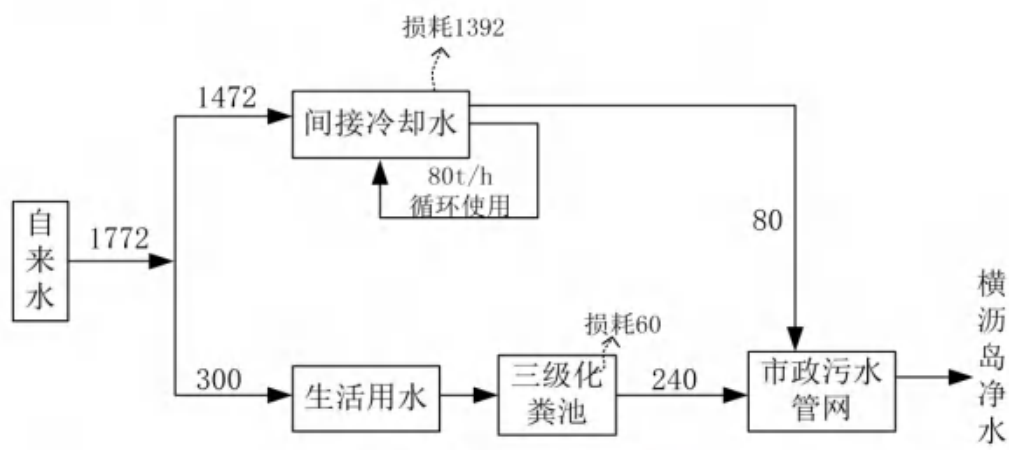 损耗1392
1472
间接冷却水
80t/h
循环使用
自来水
1772
80
横沥岛净水
损耗60
300
生活用水
三级化
粪池
240
市政污水
管网